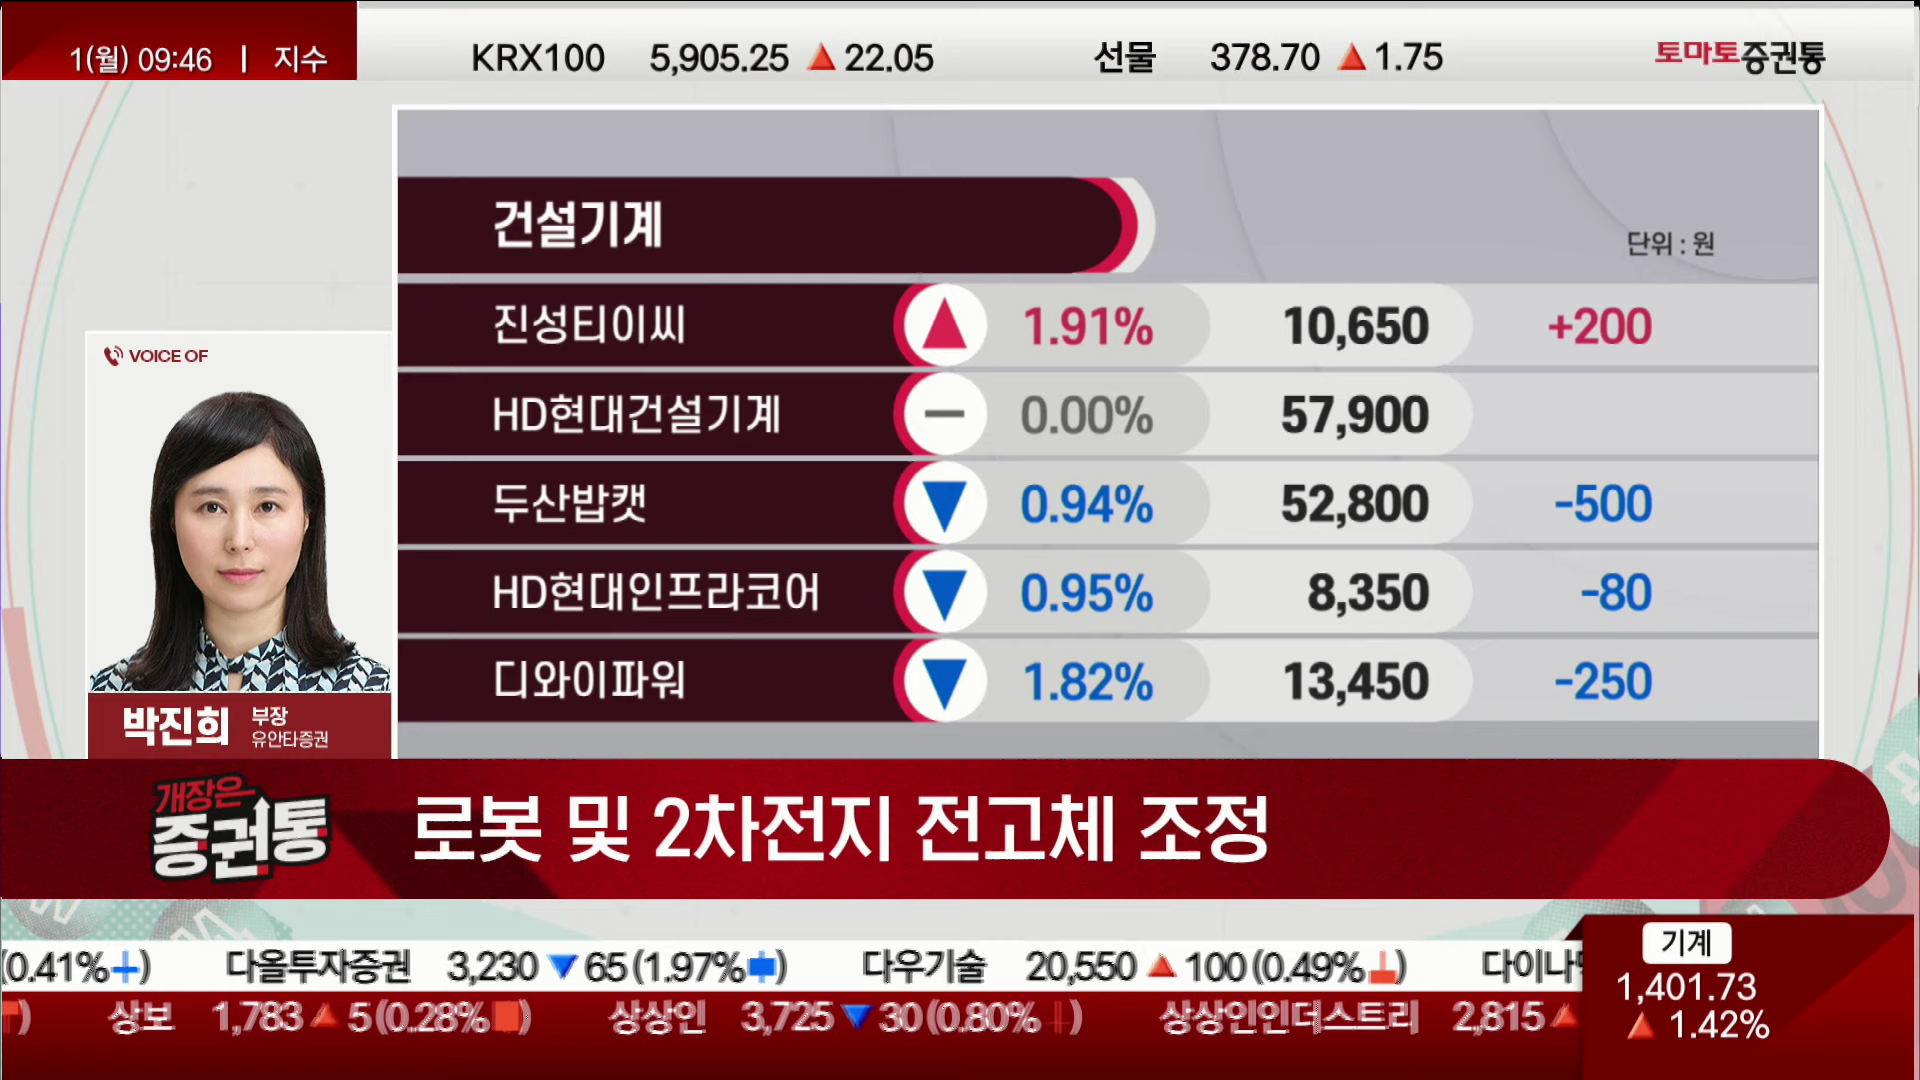 1(월) 09:46 | 지수 KRX100 5,905.25 ▲ 22.05 선물 378.70 ▲ 1.75 토마토증권통
건설기계
단위 : 원
진성티이씨 ▲ 1.91% 10,650 +200
HD현대건설기계 − 0.00% 57,900
두산밥캣 ▼ 0.94% 52,800 -500
HD현대인프라코어 ▼ 0.95% 8,350 -80
디와이파워 ▼ 1.82% 13,450 -250
VOICE OF
박진희 부장
유안타증권
개장은
증권통
로봇 및 2차전지 전고체 조정
(0.41%) 다올투자증권 3,230 ▼ 65 (1.97%) 다우기술 20,550 ▲ 100 (0.49%)
상보 1,783 ▲ 5 (0.28%) 상상인 3,725 ▼ 30 (0.80%) 상상인인더스트리 2,815 ▲
기계
1,401.73
▲ 1.42%